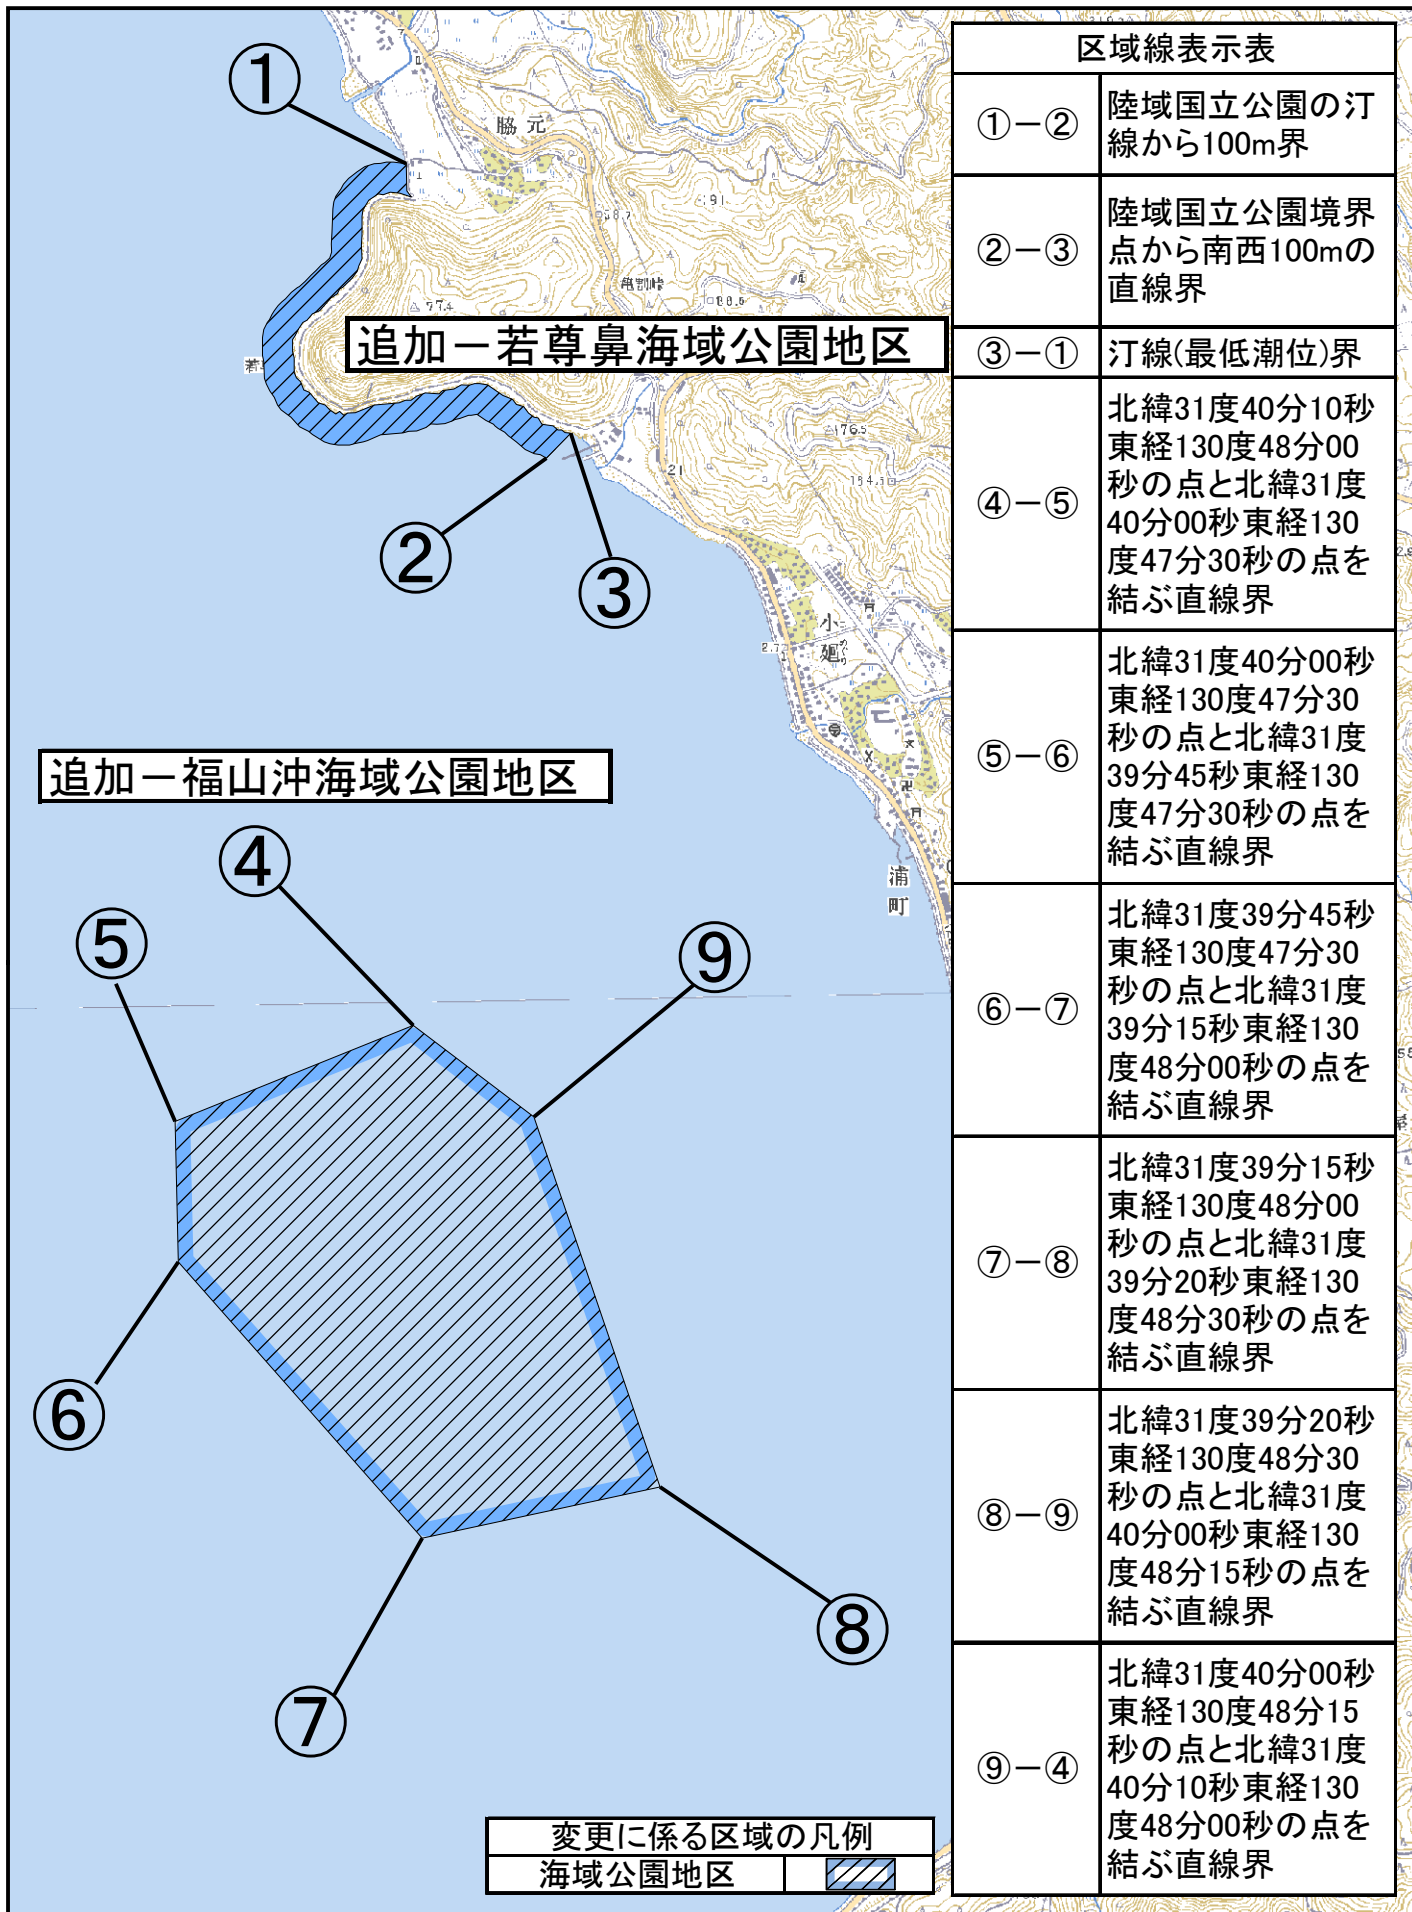 ①
脇元
191
58.7
亀割峠
77.4
188.6
追加－若尊鼻海域公園地区
若
176.5
21
184.5
②
③
小
廻
めぐり
2.7
追加－福山沖海域公園地区
浦
町
④
⑤
⑨
⑥
⑧
⑦
変更に係る区域の凡例
海域公園地区
区域線表示表
①－②
陸域国立公園の汀
線から100m界
②－③
陸域国立公園境界
点から南西100mの
直線界
③－①
汀線(最低潮位)界
④－⑤
北緯31度40分10秒
東経130度48分00
秒の点と北緯31度
40分00秒東経130
度47分30秒の点を
結ぶ直線界
⑤－⑥
北緯31度40分00秒
東経130度47分30
秒の点と北緯31度
39分45秒東経130
度47分30秒の点を
結ぶ直線界
⑥－⑦
北緯31度39分45秒
東経130度47分30
秒の点と北緯31度
39分15秒東経130
度48分00秒の点を
結ぶ直線界
⑦－⑧
北緯31度39分15秒
東経130度48分00
秒の点と北緯31度
39分20秒東経130
度48分30秒の点を
結ぶ直線界
⑧－⑨
北緯31度39分20秒
東経130度48分30
秒の点と北緯31度
40分00秒東経130
度48分15秒の点を
結ぶ直線界
⑨－④
北緯31度40分00秒
東経130度48分15
秒の点と北緯31度
40分10秒東経130
度48分00秒の点を
結ぶ直線界